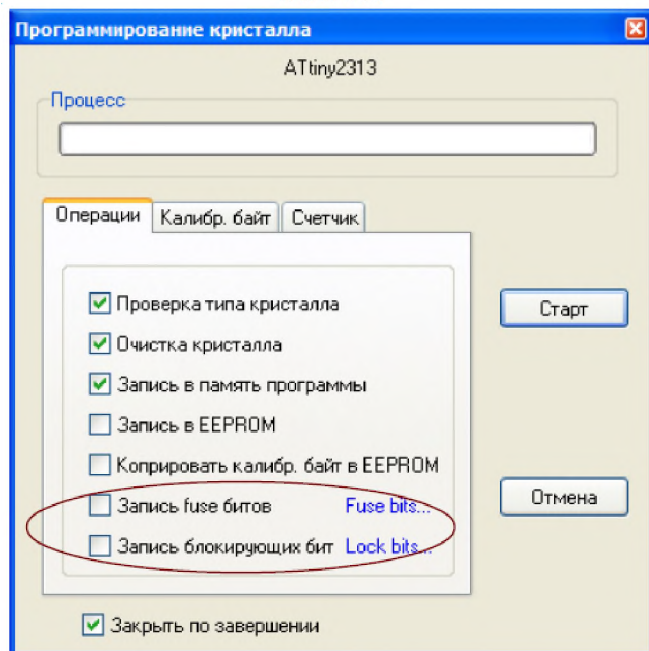 Программирование кристалла
ATtiny2313
Процесс
Операции Калибр. байт Счетчик
Проверка типа кристалла
Старт
Очистка кристалла
Запись в память программы
Запись в EEPROM
Коприровать калибр. байт в EEPROM
Запись fuse битов Fuse bits...
Отмена
Запись блокирующих бит Lock bits...
Закрыть по завершении